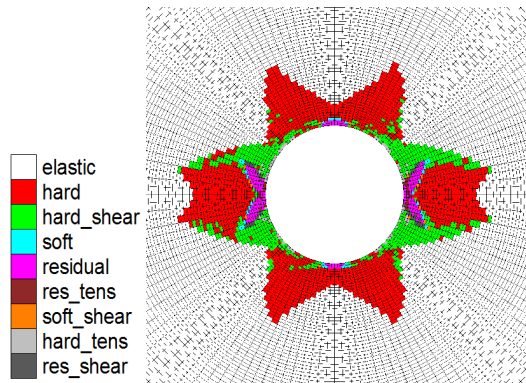 elastic
hard
hard_shear
soft
residual
res_tens
soft_shear
hard_tens
res_shear